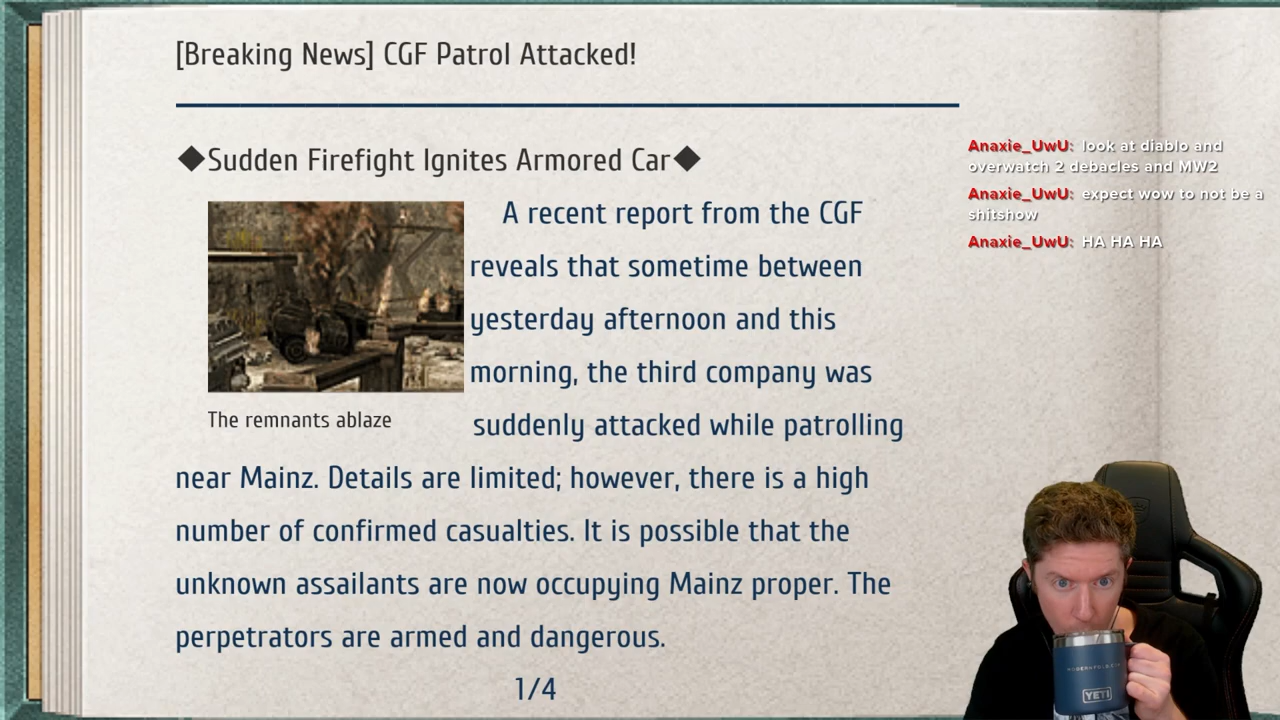 [Breaking News] CGF Patrol Attacked!
◆Sudden Firefight Ignites Armored Car◆
A recent report from the CGF
reveals that sometime between
yesterday afternoon and this
morning, the third company was
suddenly attacked while patrolling
The remnants ablaze
near Mainz. Details are limited; however, there is a high
number of confirmed casualties. It is possible that the
unknown assailants are now occupying Mainz proper. The
perpetrators are armed and dangerous.
1/4
Anaxie_UwU: look at diablo and
overwatch 2 debacles and MW2
Anaxie_UwU: expect wow to not be a
shitshow
Anaxie_UwU: HA HA HA
YETI